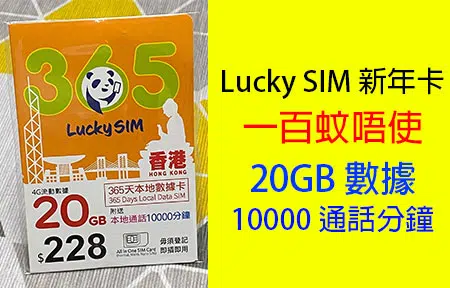 365
Lucky SIM
香港
HONG KONG
4G流動數據
20GB
$228
365天本地數據卡
365 Days Local Data SIM
附送
本地通話10000分鐘
All in One SIM Card
毋須登記
即插即用
Lucky SIM 新年卡
一百蚊唔使
20GB 數據
10000 通話分鐘